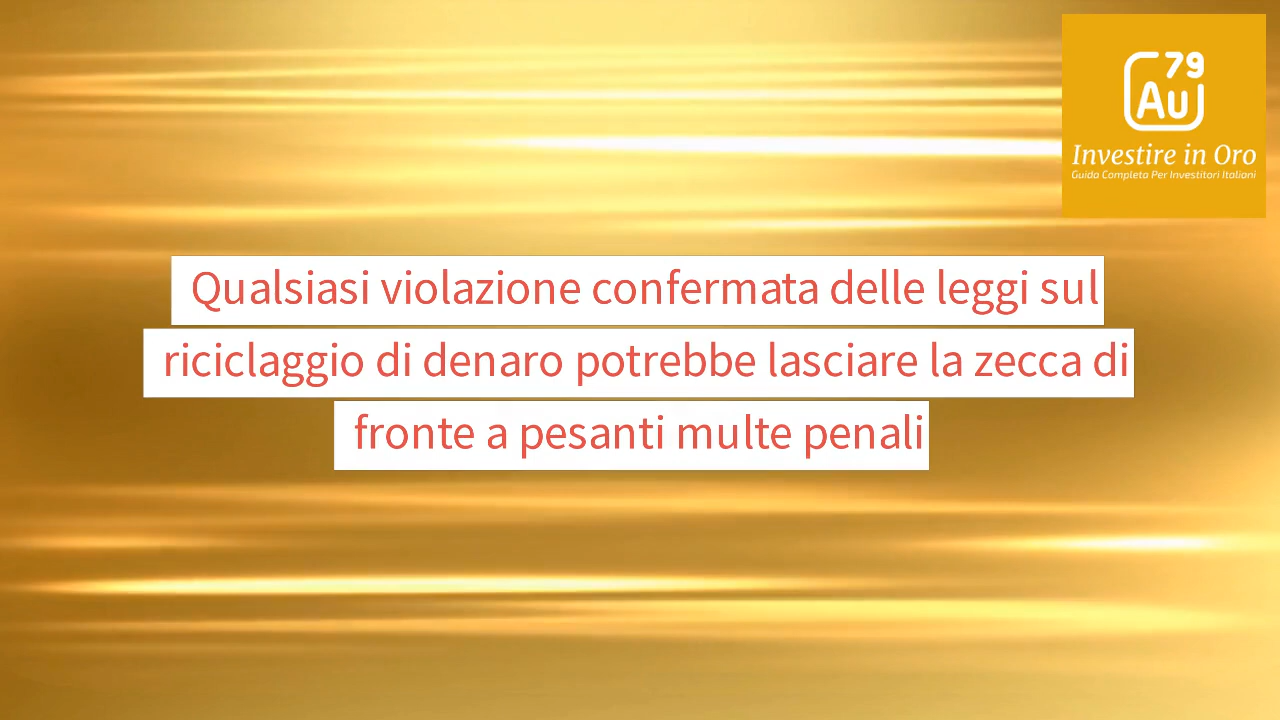 79
Au
Investire in Oro
Guida Completa Per Investitori Italiani
Qualsiasi violazione confermata delle leggi sul
riciclaggio di denaro potrebbe lasciare la zecca di
fronte a pesanti multe penali